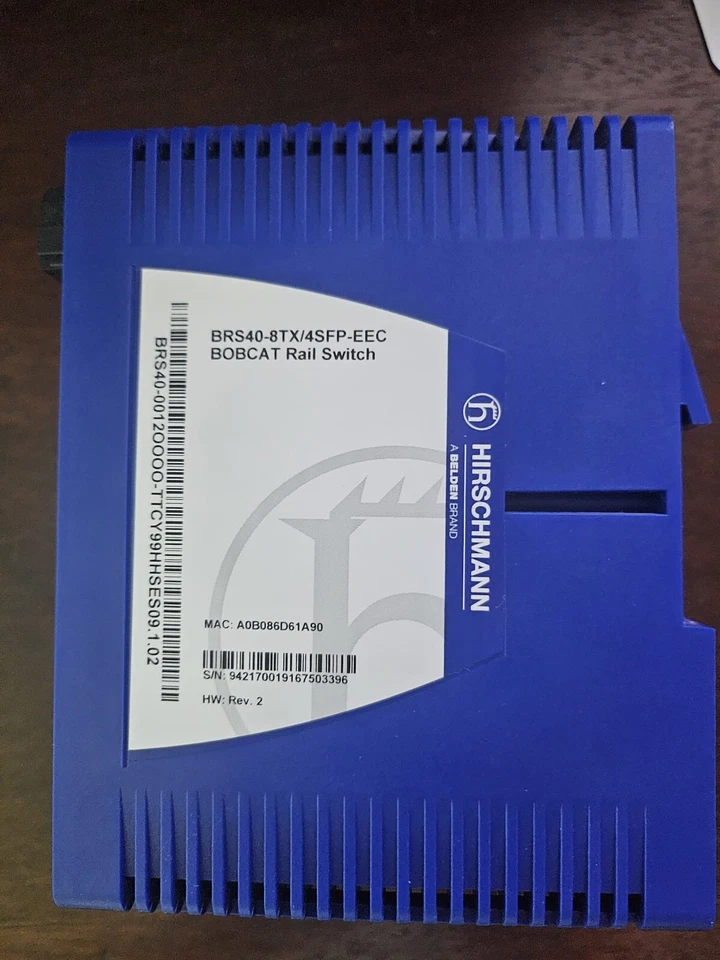 BRS40-8TX/4SFP-EEC
BOBCAT Rail Switch
BRS40-0012OOOO-TTCY99HHSES09.1.02
HIRSCHMANN
A BELDEN BRAND
MAC: A0B086D61A90
S/N: 942170019167503396
HW: Rev. 2